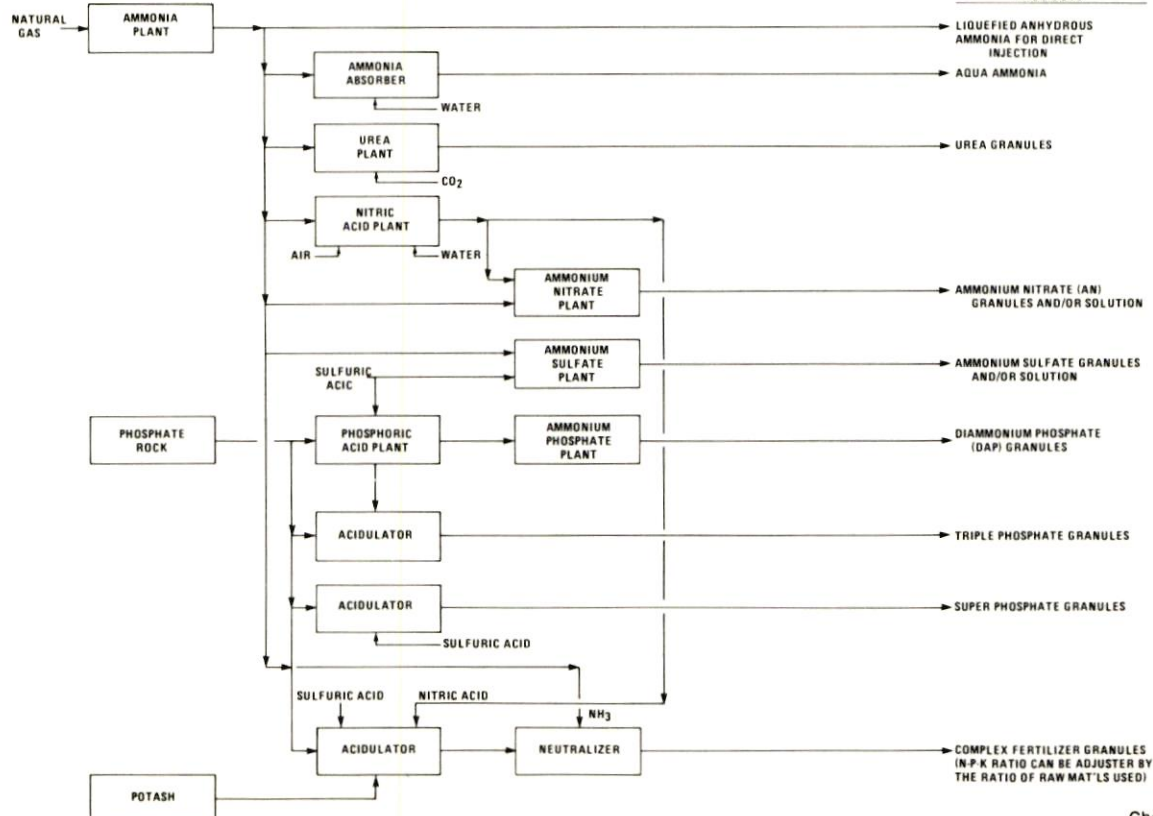 NATURAL
GAS
AMMONIA
PLANT
LIQUEFIED ANHYDROUS
AMMONIA FOR DIRECT
INJECTION
AMMONIA
ABSORBER
AQUA AMMONIA
WATER
UREA
PLANT
UREA GRANULES
CO2
NITRIC
ACID PLANT
AIR
WATER
AMMONIUM
NITRATE
PLANT
AMMONIUM NITRATE (AN)
GRANULES AND/OR SOLUTION
AMMONIUM
SULFATE
PLANT
AMMONIUM SULFATE GRANULES
AND/OR SOLUTION
SULFURIC
ACIC
PHOSPHATE
ROCK
PHOSPHORIC
ACID PLANT
AMMONIUM
PHOSPHATE
PLANT
DIAMMONIUM PHOSPHATE
(DAP) GRANULES
ACIDULATOR
TRIPLE PHOSPHATE GRANULES
ACIDULATOR
SUPER PHOSPHATE GRANULES
SULFURIC ACID
SULFURIC ACID
NITRIC ACID
NH3
ACIDULATOR
NEUTRALIZER
COMPLEX FERTILIZER GRANULES
(N-P-K RATIO CAN BE ADJUSTER BY
THE RATIO OF RAW MAT'LS USED)
POTASH